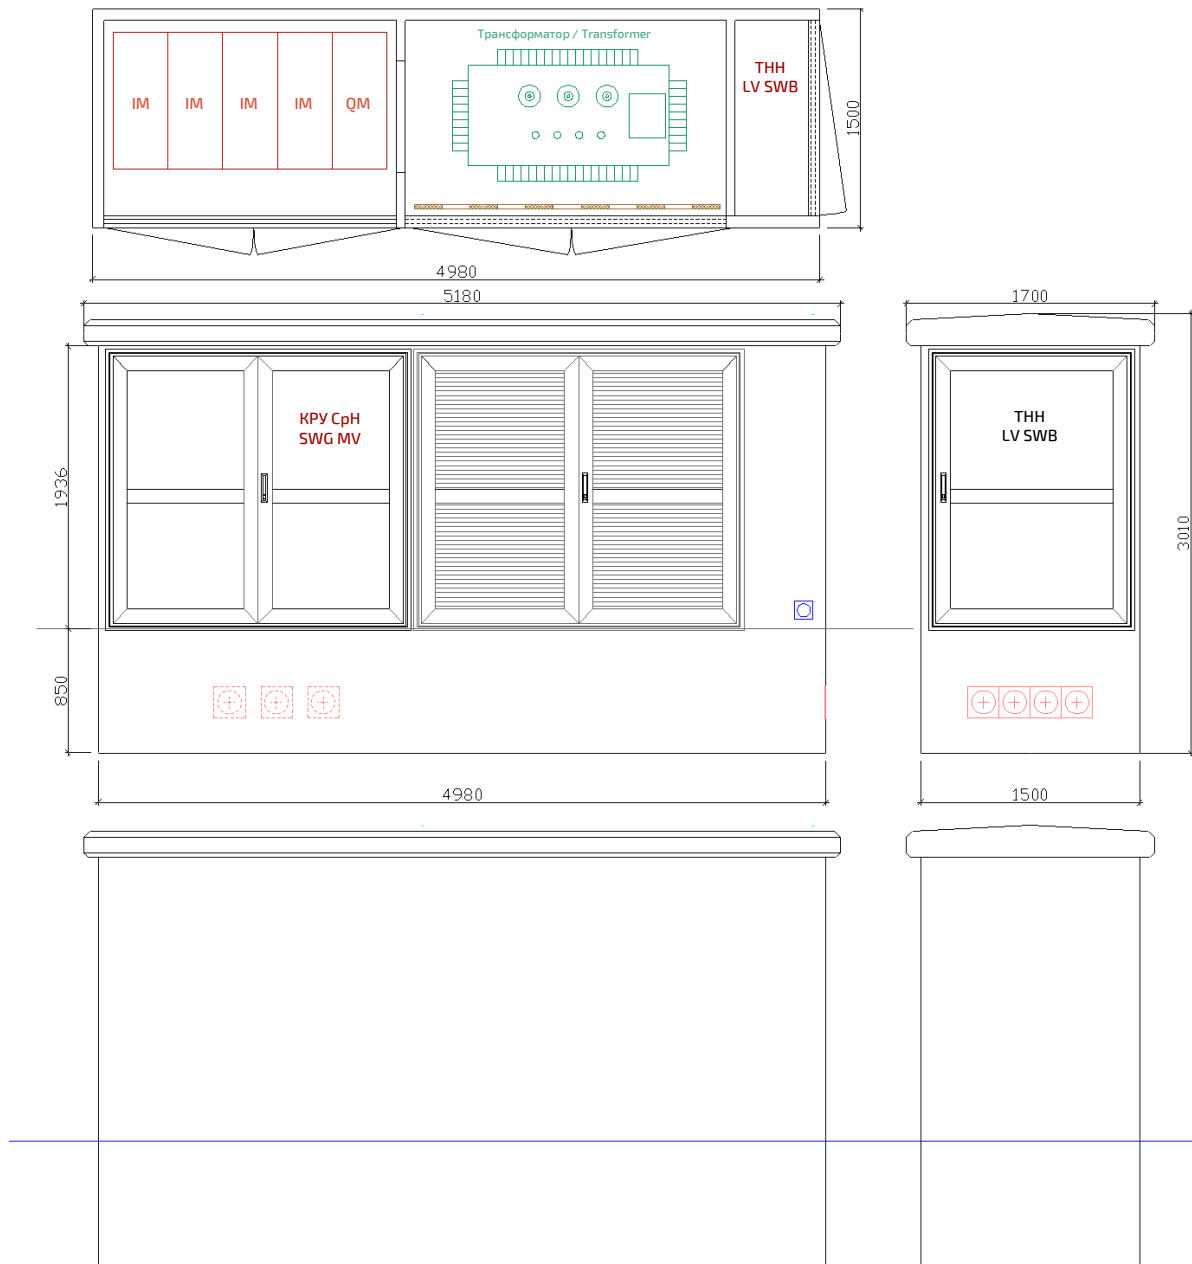 Трансформатор / Transformer
IM
IM
IM
IM
QM
ТНН
LV SWB
1500
4980
5180
1700
КРУ СрН
SWG MV
ТНН
LV SWB
1936
3010
850
4980
1500